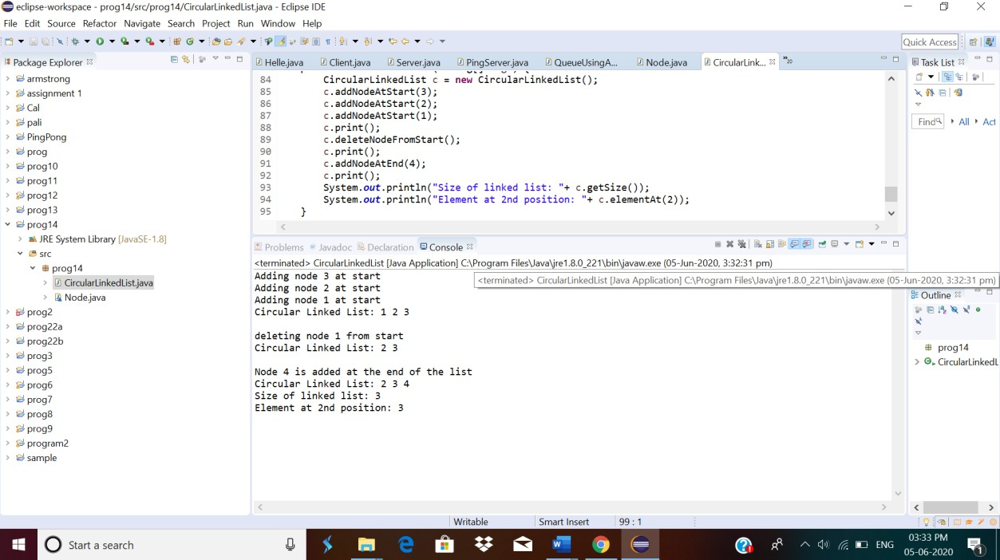 eclipse-workspace - prog14/src/prog14/CircularLinkedList.java - Eclipse IDE
File Edit Source Refactor Navigate Search Project Run Window Help
Quick Access
Package Explorer
armstrong
assignment 1
Cal
pali
PingPong
prog
prog10
prog11
prog12
prog13
prog14
JRE System Library [JavaSE-1.8]
src
prog14
CircularLinkedList.java
Node.java
prog2
prog22a
prog22b
prog3
prog5
prog6
prog7
prog8
prog9
program2
sample
Helle.java Client.java Server.java PingServer.java QueueUsingA... Node.java CircularLink... »20
84 CircularLinkedList c = new CircularLinkedList();
85 c.addNodeAtStart(3);
86 c.addNodeAtStart(2);
87 c.addNodeAtStart(1);
88 c.print();
89 c.deleteNodeFromStart();
90 c.print();
91 c.addNodeAtEnd(4);
92 c.print();
93 System.out.println("Size of linked list: "+ c.getSize());
94 System.out.println("Element at 2nd position: "+ c.elementAt(2));
95 }
Problems Javadoc Declaration Console
<terminated> CircularLinkedList [Java Application] C:\Program Files\Java\jre1.8.0_221\bin\javaw.exe (05-Jun-2020, 3:32:31 pm)
Adding node 3 at start
<terminated> CircularLinkedList [Java Application] C:\Program Files\Java\jre1.8.0_221\bin\javaw.exe (05-Jun-2020, 3:32:31 pm)
Adding node 2 at start
Adding node 1 at start
Circular Linked List: 1 2 3
deleting node 1 from start
Circular Linked List: 2 3
Node 4 is added at the end of the list
Circular Linked List: 2 3 4
Size of linked list: 3
Element at 2nd position: 3
Task List
Find All Act
Outline
prog14
CircularLinkedL
Writable Smart Insert 99 : 1
Start a search
ENG
03:33 PM
05-06-2020
1